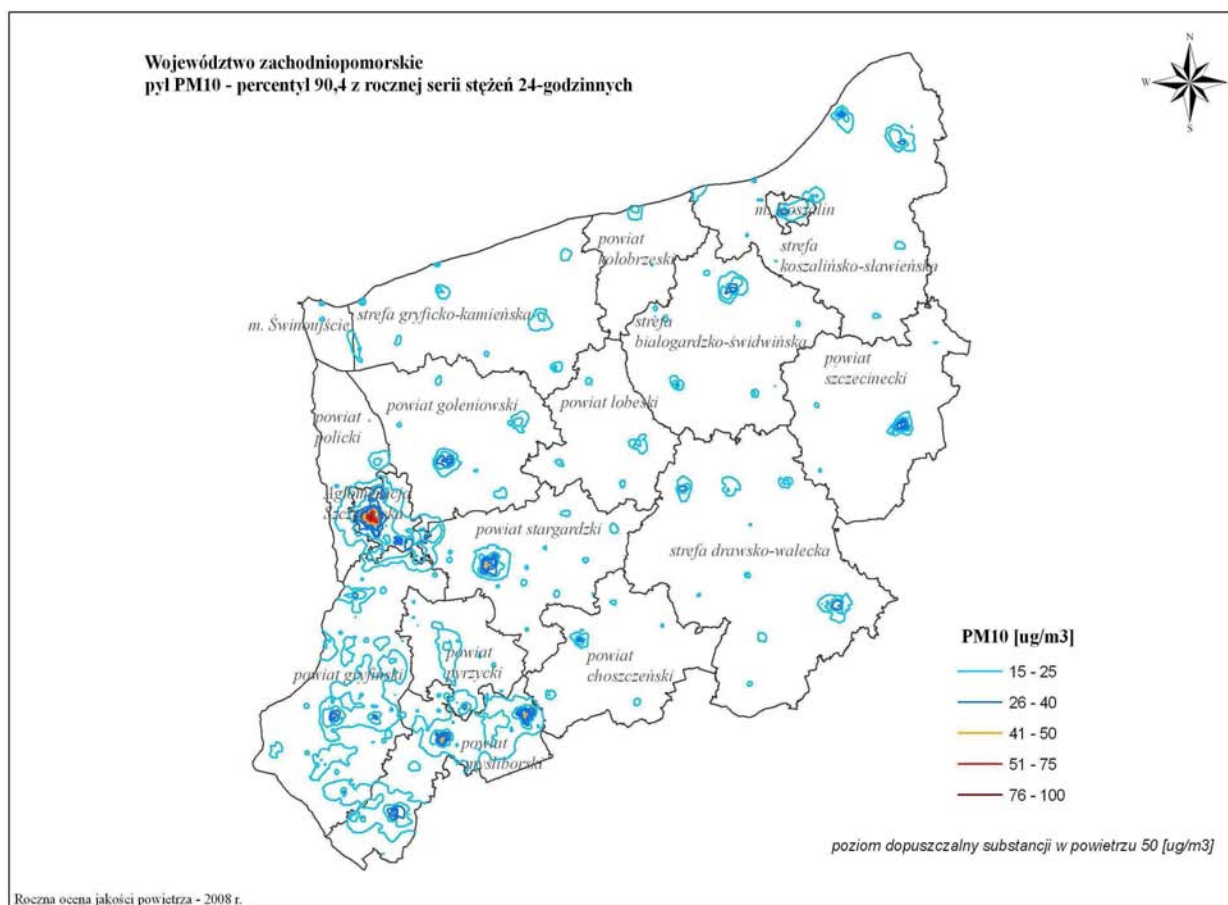 Województwo zachodniopomorskie
pył PM10 - percentyl 90,4 z rocznej serii stężeń 24-godzinnych
N
W
S
m. Koszalin
powiat
kołobrzeski
strefa
koszalińsko-sławieńska
m. Świnoujście
strefa gryficko-kamieńska
strefa
białogardzko-świdwińska
powiat
szczecinecki
powiat goleniowski
powiat łobeski
powiat
policki
Aglomeracja
Szczecińska
powiat stargardzki
strefa drawsko-wałecka
powiat gryfiński
powiat
pyrzycki
powiat
choszczeński
powiat
myśliborski
PM10 [ug/m3]
15 - 25
26 - 40
41 - 50
51 - 75
76 - 100
poziom dopuszczalny substancji w powietrzu 50 [ug/m3]
Roczna ocena jakości powietrza - 2008 r.